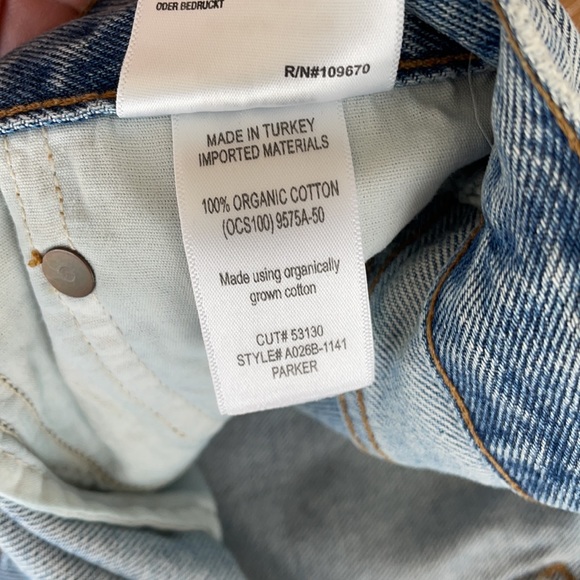 ODER BEDRUCKT
R/N#109670
MADE IN TURKEY
IMPORTED MATERIALS
100% ORGANIC COTTON
(OCS100) 9575A-50
Made using organically
grown cotton
CUT# 53130
STYLE# A026B-1141
PARKER